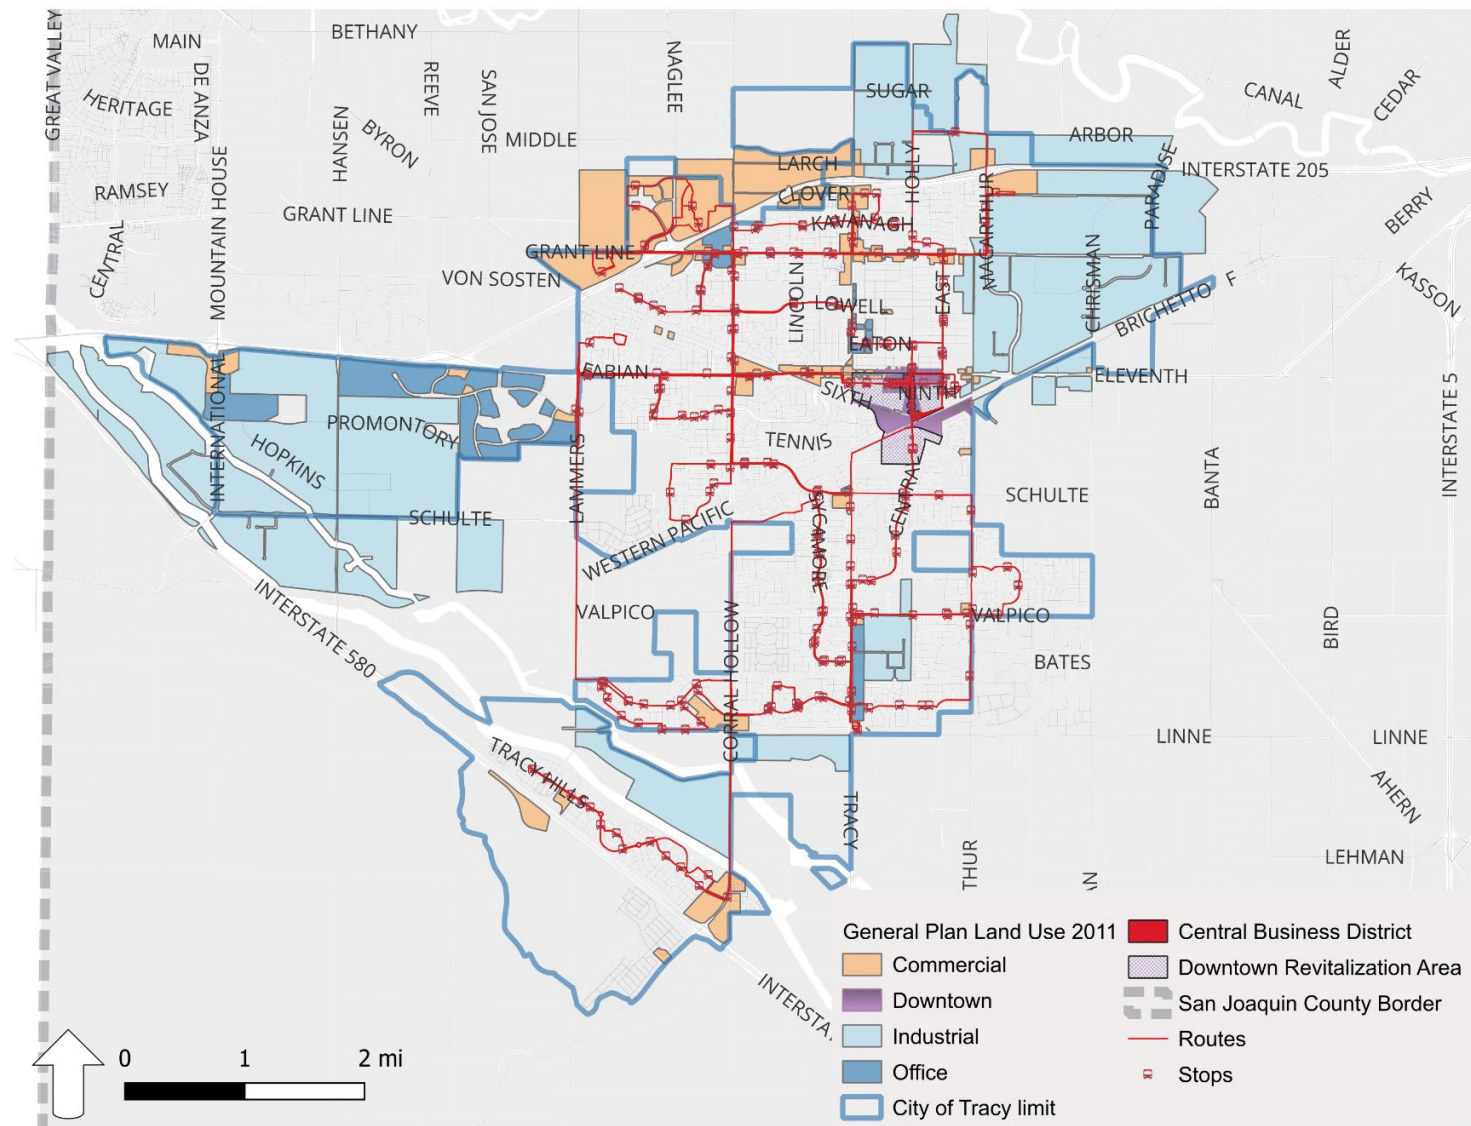 GREAT VALLEY
MAIN
BETHANY
DE ANZA
REEVE
SAN JOSE
NAGLEE
HERITAGE
HANSEN
BYRON
MIDDLE
SUGAR
ALDER
CANAL
CEDAR
ARBOR
LARCH
HOLLY
INTERSTATE 205
PARADISE
RAMSEY
MOUNTAIN HOUSE
GRANT LINE
CLOVER
KAVANAGH
MACARTHUR
BERRY
CENTRAL
GRANT LINE
VON SOSTEN
LINCOLN
LOWELL
EAST
CHRISMAN
BRICHETTO
F
KASSON
EATON
FABIAN
SIXTH
NINTH
ELEVENTH
INTERNATIONAL
PROMONTORY
HOPKINS
LAMMERS
TENNIS
CENTRAL
SCHULTE
BANTA
INTERSTATE 5
SCHULTE
WESTERN PACIFIC
SYCAMORE
INTERSTATE 580
VALPICO
CORRAL HOLLOW
VALPICO
BIRD
BATES
LINNE
LINNE
TRACY HILLS
TRACY
AHERN
THUR
AN
LEHMAN
INTERSTA
General Plan Land Use 2011
Commercial
Downtown
Industrial
Office
City of Tracy limit
Central Business District
Downtown Revitalization Area
San Joaquin County Border
Routes
Stops
0 1 2 mi